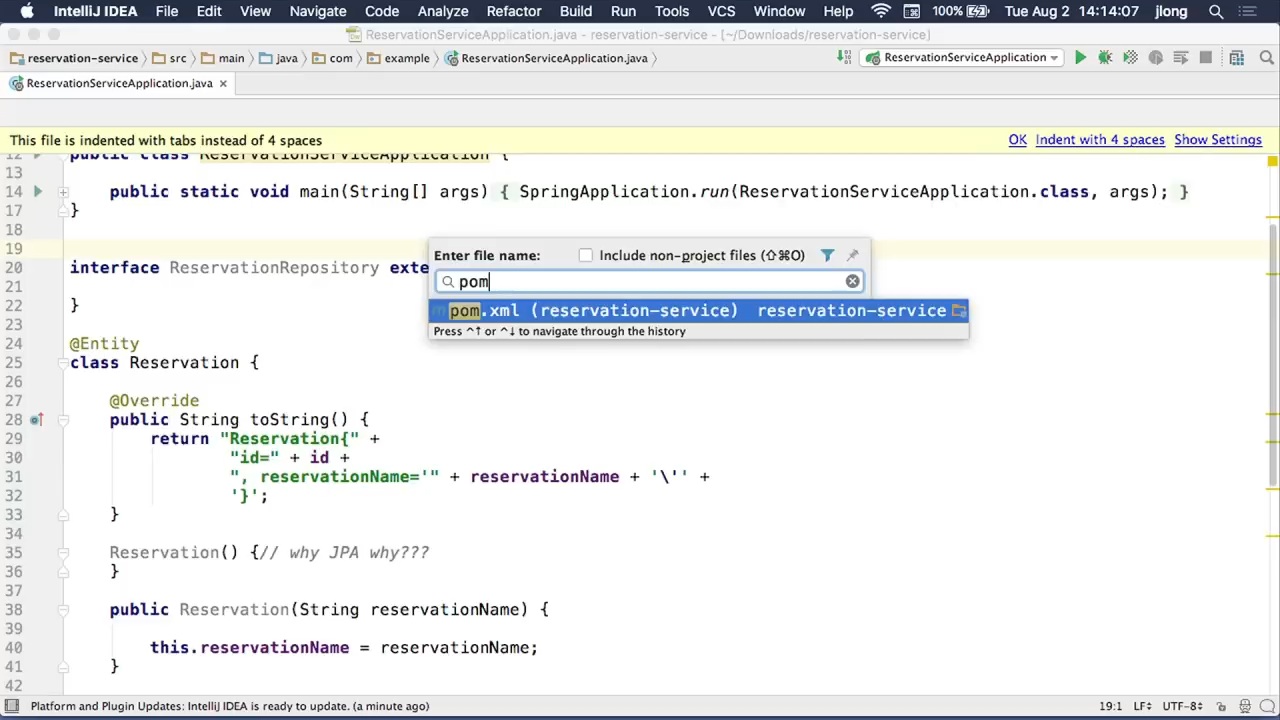 IntelliJ IDEA File Edit View Navigate Code Analyze Refactor Build Run Tools VCS Window Help 100% Tue Aug 2 14:14:07 jlong
ReservationServiceApplication.java - reservation-service - [~/Downloads/reservation-service]
reservation-service src main java com example ReservationServiceApplication.java ReservationServiceApplication
ReservationServiceApplication.java
This file is indented with tabs instead of 4 spaces OK Indent with 4 spaces Show Settings
12 public class ReservationServiceApplication {
13
14 public static void main(String[] args) { SpringApplication.run(ReservationServiceApplication.class, args); }
17 }
18
19
Enter file name: Include non-project files (⇧⌘O)
20 interface ReservationRepository exte
pom
21
pom.xml (reservation-service) reservation-service
22 }
Press ^↑ or ^↓ to navigate through the history
23
24 @Entity
25 class Reservation {
26
27 @Override
28 public String toString() {
29 return "Reservation{" +
30 "id=" + id +
31 ", reservationName='" + reservationName + '\'' +
32 '}';
33 }
34
35 Reservation() {// why JPA why???
36 }
37
38 public Reservation(String reservationName) {
39
40 this.reservationName = reservationName;
41 }
42
Platform and Plugin Updates: IntelliJ IDEA is ready to update. (a minute ago) 19:1 LF÷ UTF-8÷